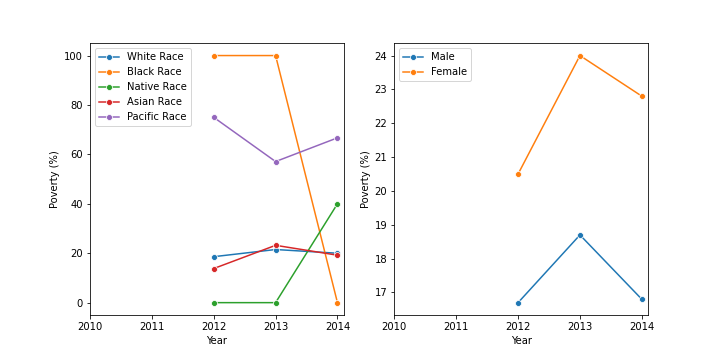 White Race
Black Race
Native Race
Asian Race
Pacific Race
100
80
60
40
20
0
Poverty (%)
2010 2011 2012 2013 2014
Year
Male
Female
24
23
22
21
20
19
18
17
Poverty (%)
2010 2011 2012 2013 2014
Year